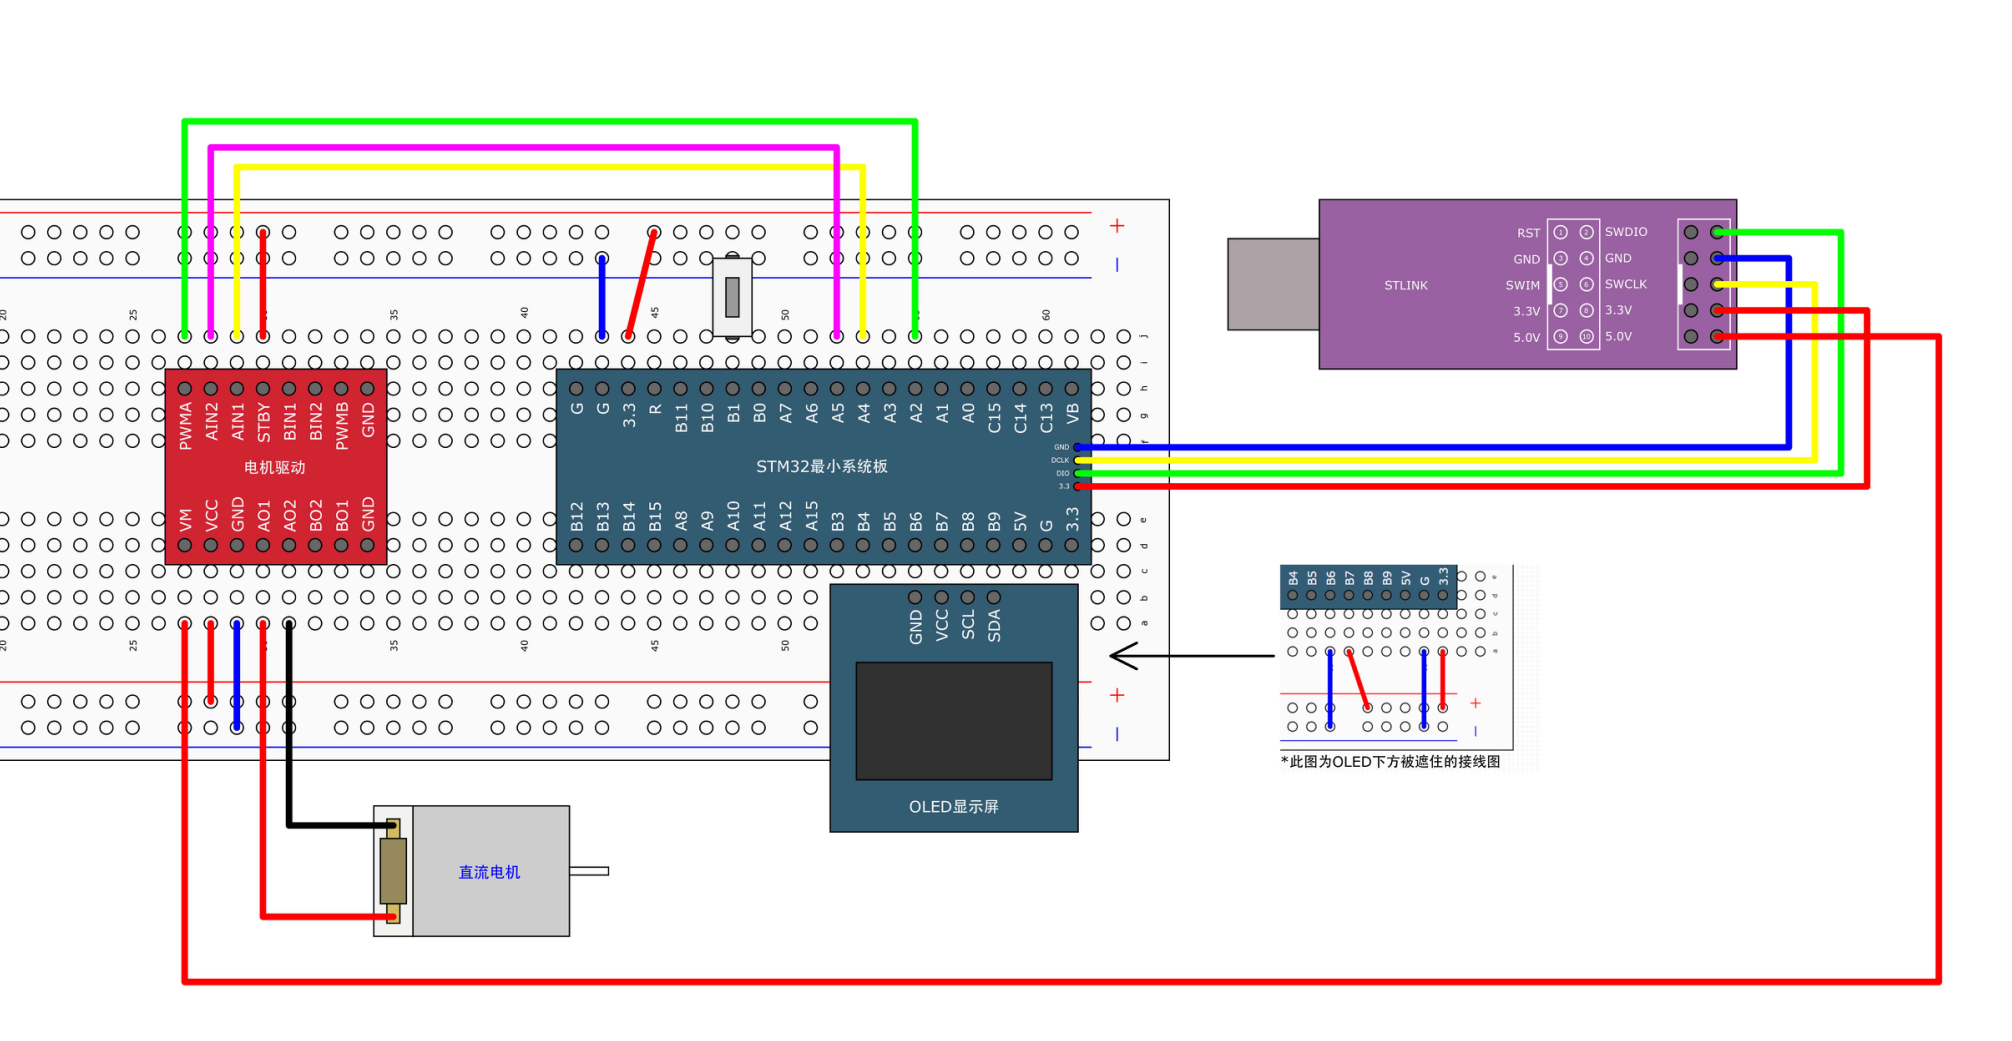 +
−
20
25
35
40
45
50
60
j
i
h
g
f
PWMA
AIN2
AIN1
STBY
BIN1
BIN2
PWMB
GND
电机驱动
VM
VCC
GND
AO1
AO2
BO2
BO1
GND
G
G
3.3
R
B11
B10
B1
B0
A7
A6
A5
A4
A3
A2
A1
A0
C15
C14
C13
VB
GND
DCLK
DIO
3.3
STM32最小系统板
B12
B13
B14
B15
A8
A9
A10
A11
A12
A15
B3
B4
B5
B6
B7
B8
B9
5V
G
3.3
e
d
c
b
a
20
25
35
45
50
+
−
GND
VCC
SCL
SDA
OLED显示屏
直流电机
STLINK
RST 1 2 SWDIO
GND 3 4 GND
SWIM 5 6 SWCLK
3.3V 7 8 3.3V
5.0V 9 10 5.0V
B4
B5
B6
B7
B8
B9
5V
G
3.3
e
d
c
b
a
+
−
*此图为OLED下方被遮住的接线图